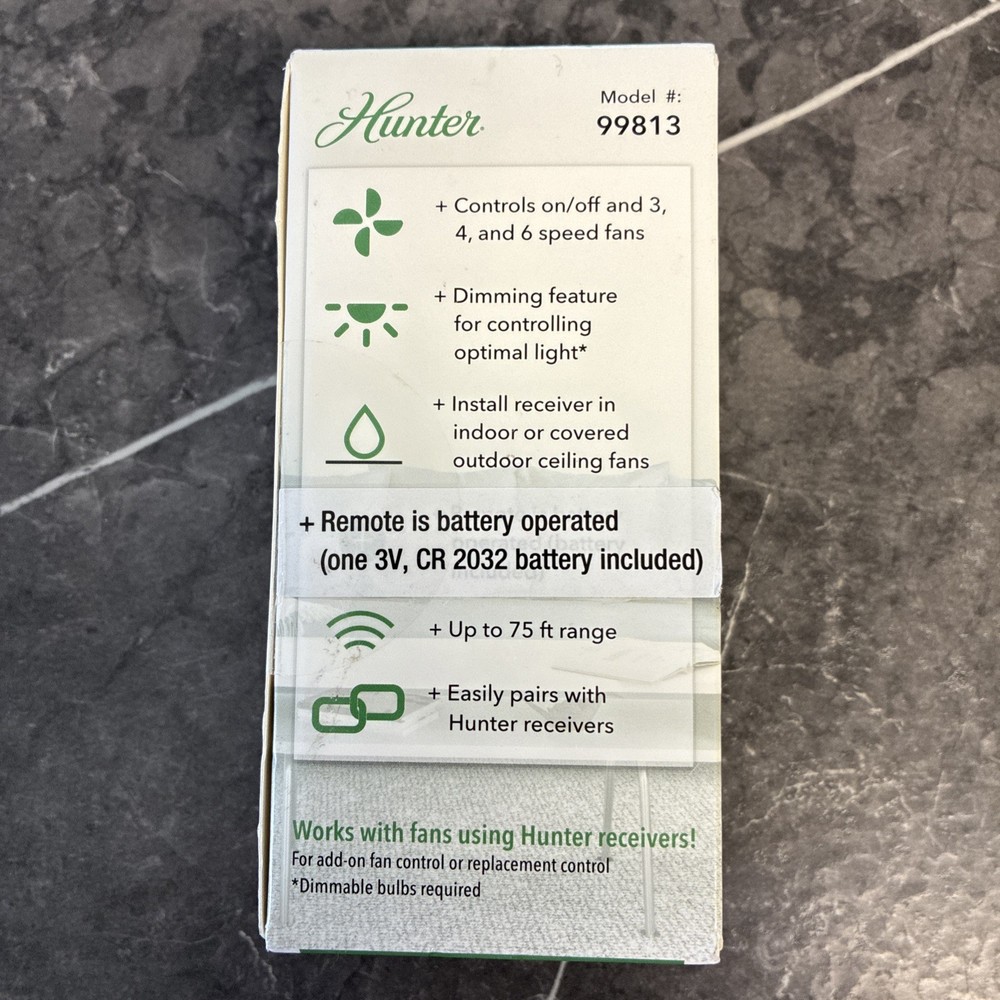 Hunter
Model #:
99813
+ Controls on/off and 3,
4, and 6 speed fans
+ Dimming feature
for controlling
optimal light*
+ Install receiver in
indoor or covered
outdoor ceiling fans
+ Remote is battery operated
(one 3V, CR 2032 battery included)
+ Up to 75 ft range
+ Easily pairs with
Hunter receivers
Works with fans using Hunter receivers!
For add-on fan control or replacement control
*Dimmable bulbs required